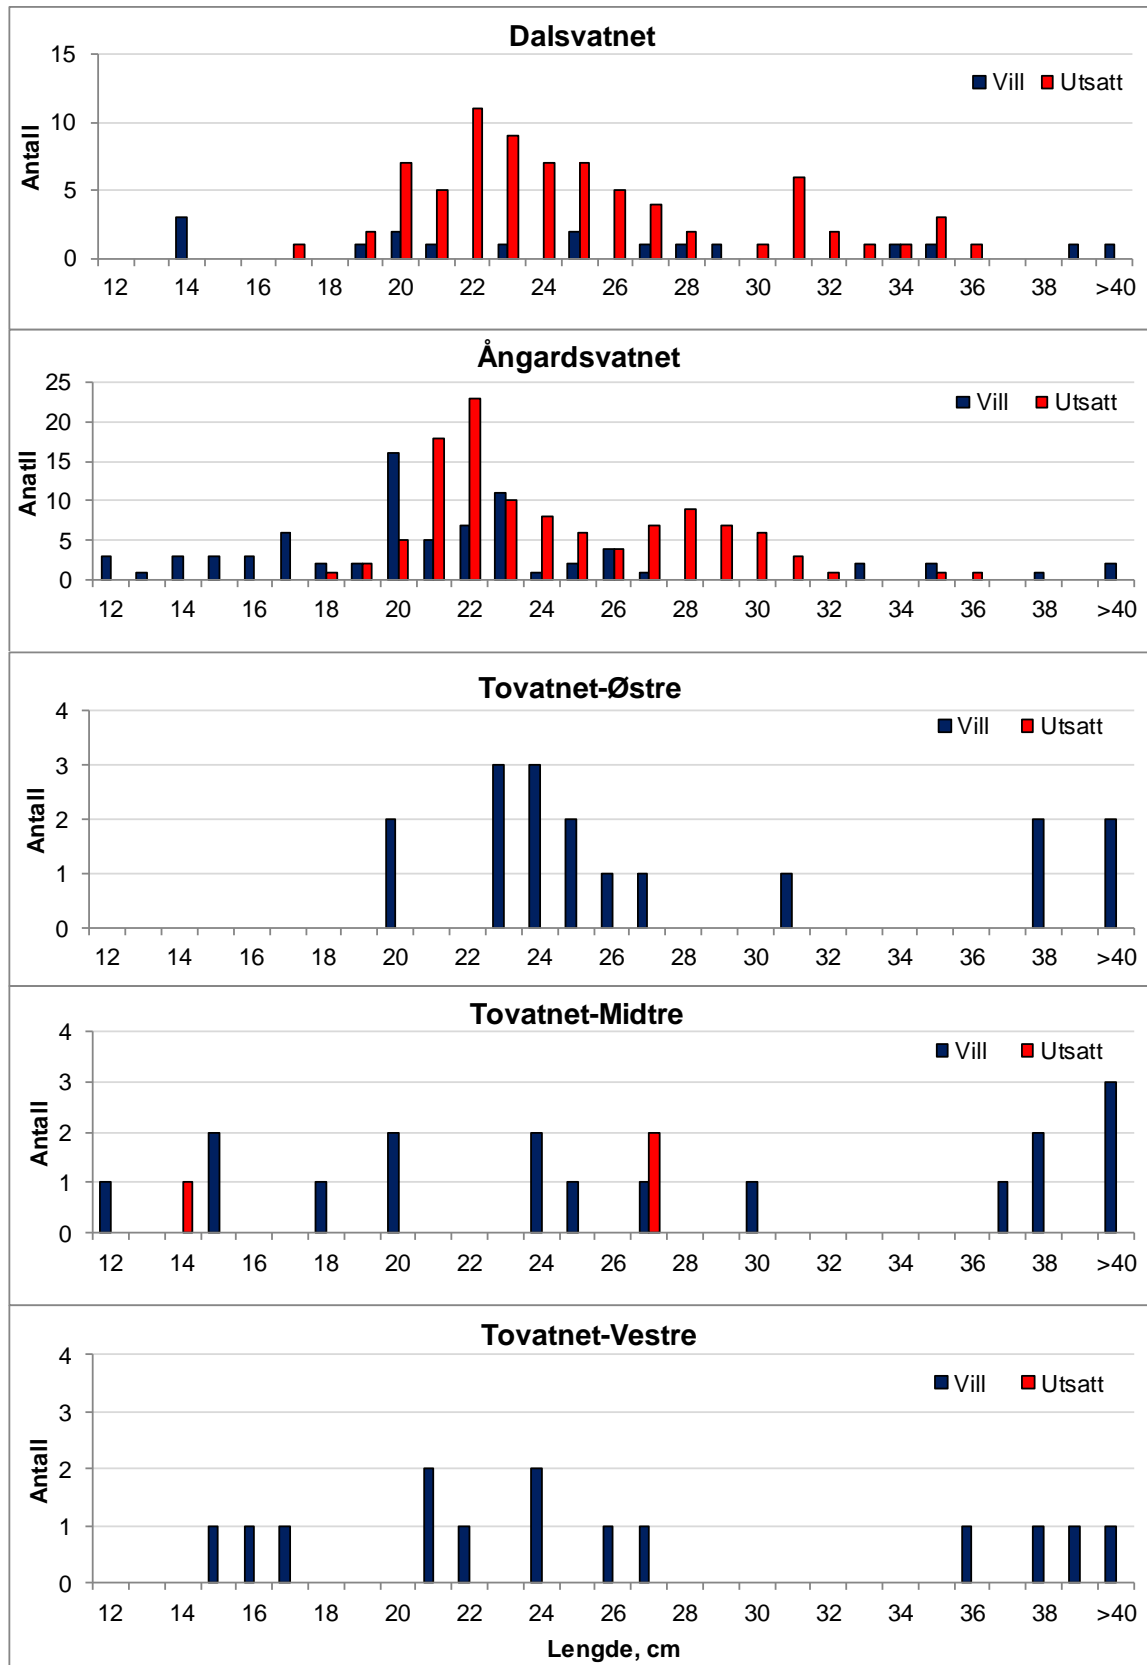 Dalsvatnet
Vill Utsatt
Antall
15
10
5
0
12 14 16 18 20 22 24 26 28 30 32 34 36 38 >40
Ångardsvatnet
Vill Utsatt
Anatll
25
20
15
10
5
0
12 14 16 18 20 22 24 26 28 30 32 34 36 38 >40
Tovatnet-Østre
Vill Utsatt
Antall
4
3
2
1
0
12 14 16 18 20 22 24 26 28 30 32 34 36 38 >40
Tovatnet-Midtre
Vill Utsatt
Antall
4
3
2
1
0
12 14 16 18 20 22 24 26 28 30 32 34 36 38 >40
Tovatnet-Vestre
Vill Utsatt
Antall
4
3
2
1
0
12 14 16 18 20 22 24 26 28 30 32 34 36 38 >40
Lengde, cm